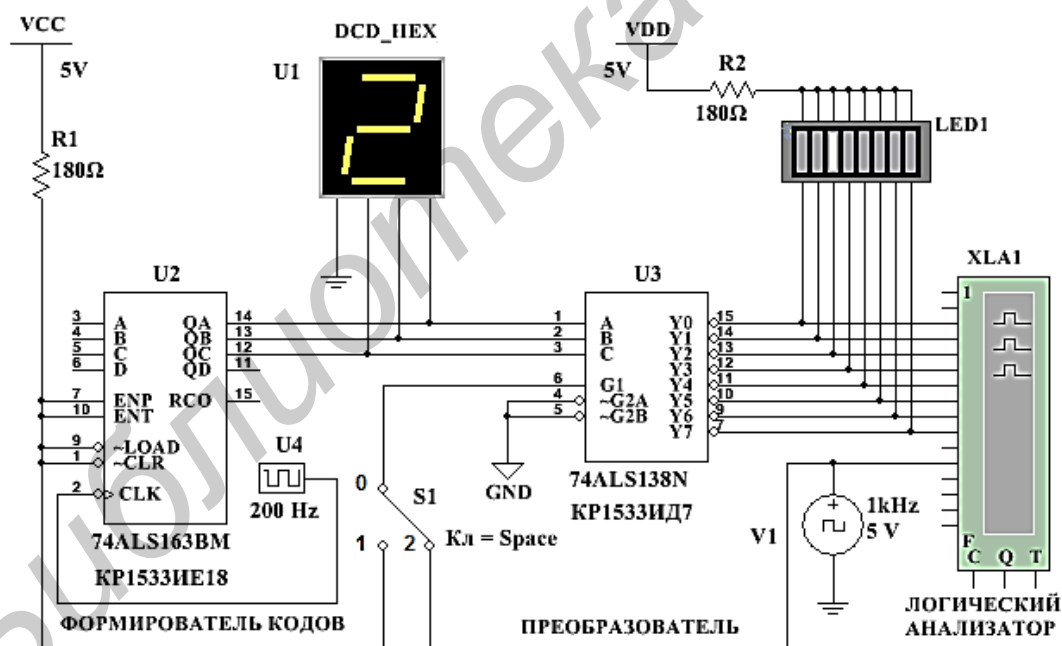 VCC
5V
R1
180Ω
DCD_HEX
U1
2
VDD
5V
R2
180Ω
LED1
U2
3 A QA 14
4 B QB 13
5 C QC 12
6 D QD 11
7 ENP RCO 15
10 ENT
9 ~LOAD
1 ~CLR
2 CLK
74ALS163BM
КР1533ИЕ18
ФОРМИРОВАТЕЛЬ КОДОВ
U4
200 Hz
0
S1
1 2
Кл = Space
GND
U3
1 A Y0 15
2 B Y1 14
3 C Y2 13
Y3 12
6 G1 Y4 11
4 ~G2A Y5 10
5 ~G2B Y6 9
Y7 7
74ALS138N
КР1533ИД7
ПРЕОБРАЗОВАТЕЛЬ
V1
1kHz
5 V
XLA1
1
F
C Q T
ЛОГИЧЕСКИЙ
АНАЛИЗАТОР
библиотека